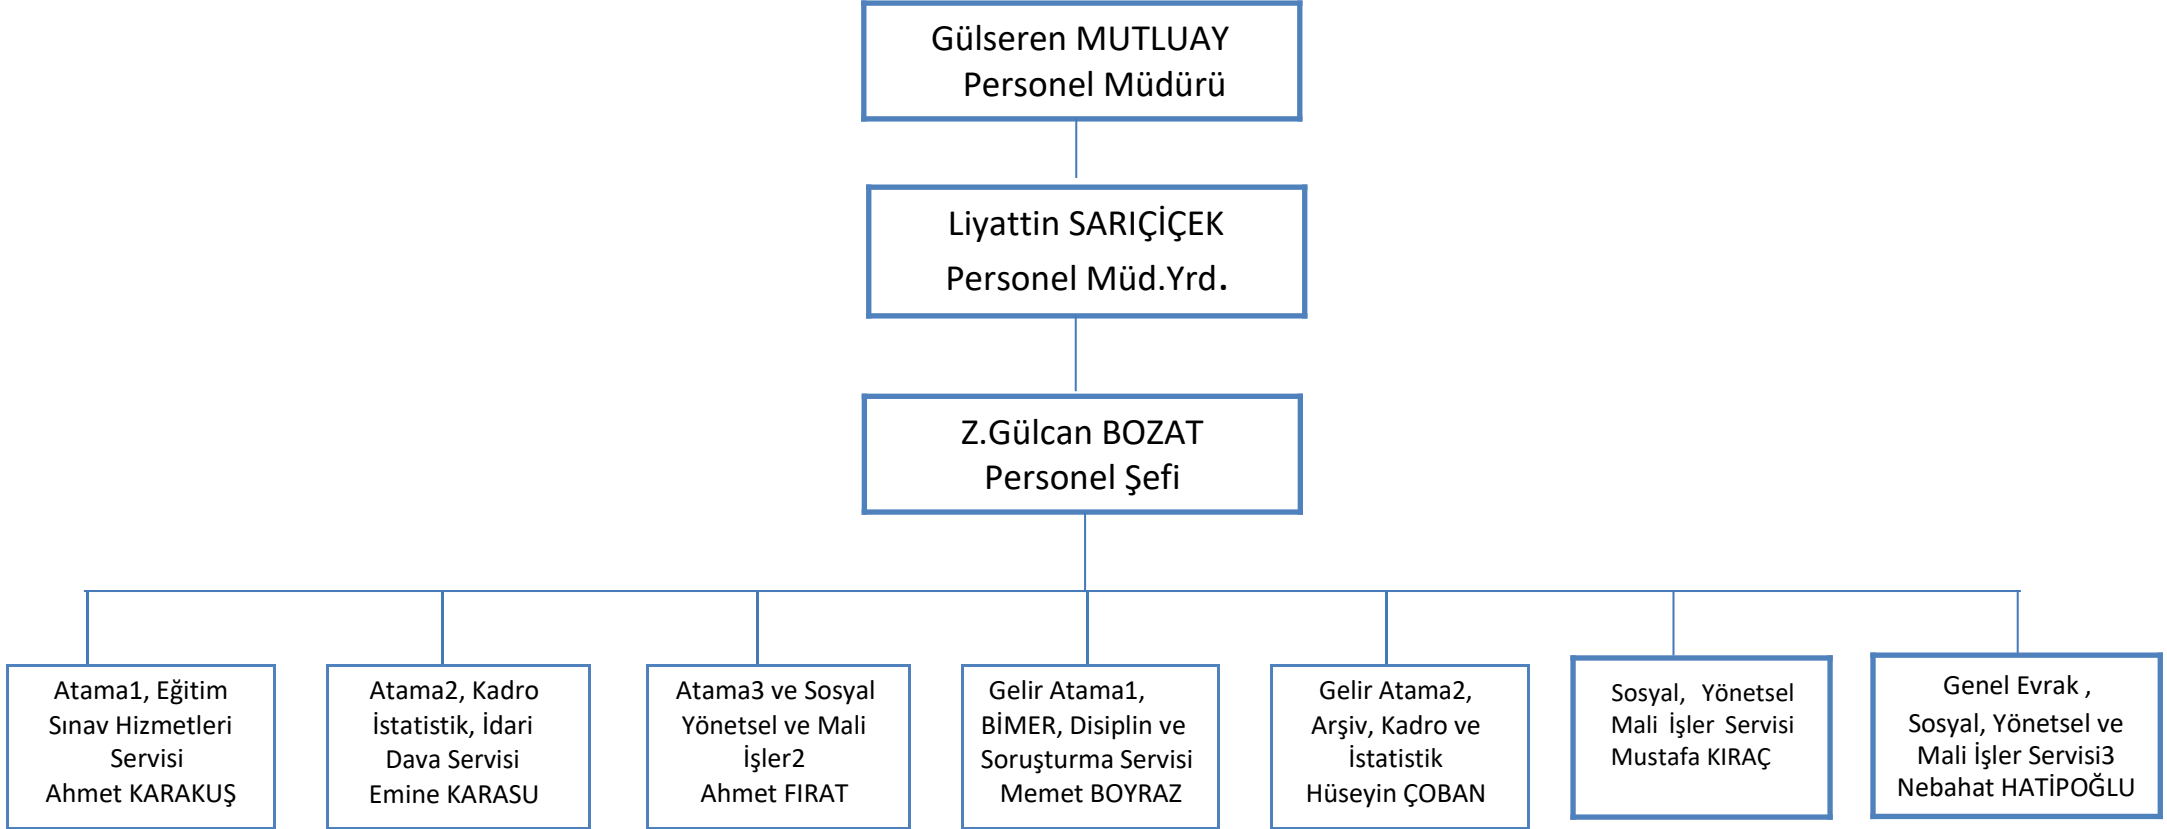 Gülseren MUTLUAY
Personel Müdürü
Liyattin SARIÇİÇEK
Personel Müd.Yrd.
Z.Gülcan BOZAT
Personel Şefi
Atama1, Eğitim
Sınav Hizmetleri
Servisi
Ahmet KARAKUŞ
Atama2, Kadro
İstatistik, İdari
Dava Servisi
Emine KARASU
Atama3 ve Sosyal
Yönetsel ve Mali
İşler2
Ahmet FIRAT
Gelir Atama1,
BİMER, Disiplin ve
Soruşturma Servisi
Memet BOYRAZ
Gelir Atama2,
Arşiv, Kadro ve
İstatistik
Hüseyin ÇOBAN
Sosyal, Yönetsel
Mali İşler Servisi
Mustafa KIRAÇ
Genel Evrak ,
Sosyal, Yönetsel ve
Mali İşler Servisi3
Nebahat HATİPOĞLU